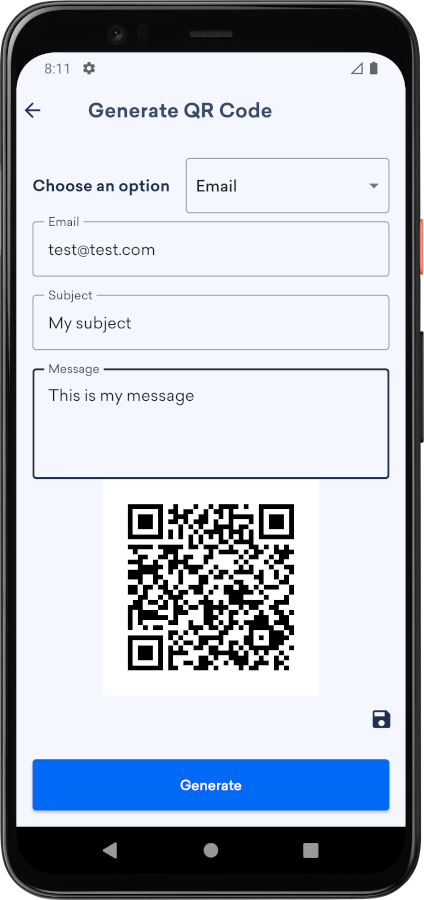 8:11
Generate QR Code
Choose an option
Email
Email
test@test.com
Subject
My subject
Message
This is my message
Generate